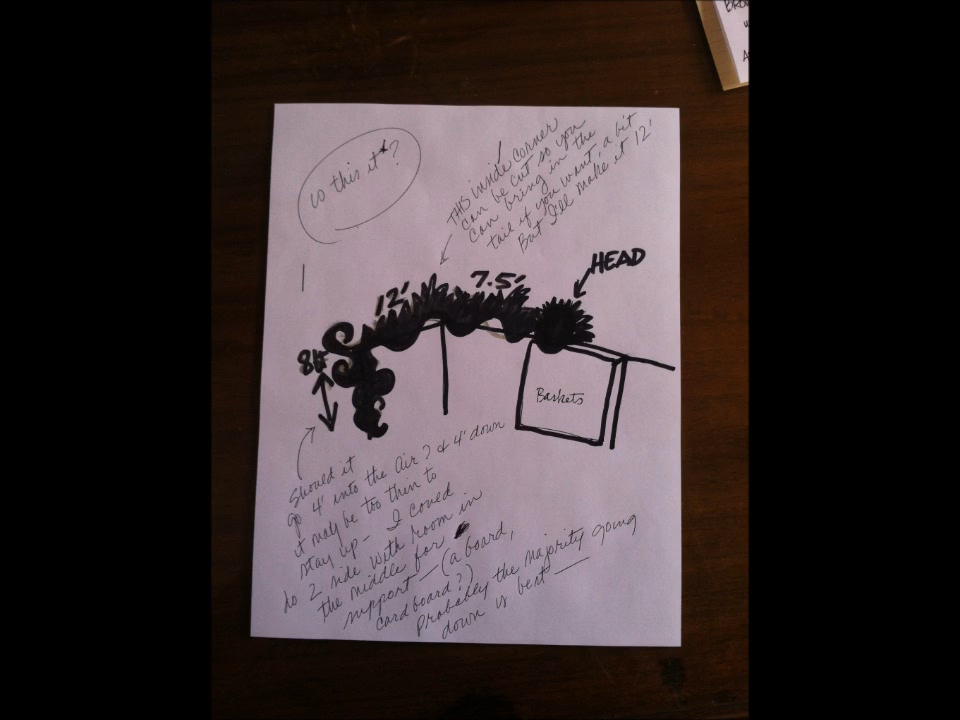 BRO
is this it?
THIS inside corner
can be cut so you
can bring in the
tail if you want, a bit
But I'll make it 12'
HEAD
7.5'
12'
8
Baskets
Should it
go 4' into the Air? & 4' down
it may be too then to
stay up - I could
do 2 side with room in
the middle for
support — (a board,
cardboard?)
Probabley the majority going
down is best —